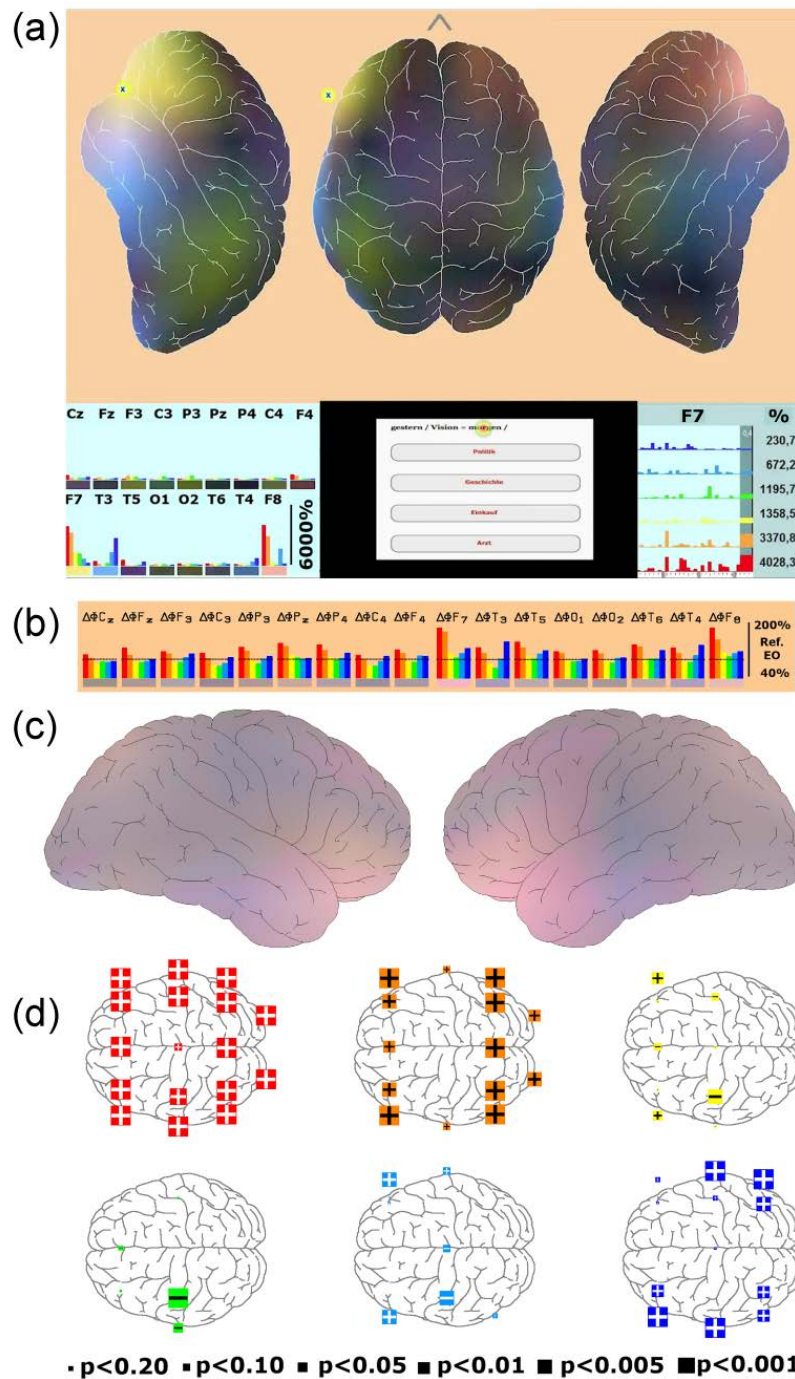 (a)
x
x
Cz Fz F3 C3 P3 Pz P4 C4 F4
F7 T3 T5 O1 O2 T6 T4 F8
6000%
gestern / Vision = morgen /
Politik
Geschichte
Einkauf
Arzt
F7 %
0,4
230,7
672,2
1195,7
1358,5
3370,8
4028,3
(b)
ΔΦCz ΔΦFz ΔΦF3 ΔΦC3 ΔΦP3 ΔΦPz ΔΦP4 ΔΦC4 ΔΦF4 ΔΦF7 ΔΦT3 ΔΦT5 ΔΦO1 ΔΦO2 ΔΦT6 ΔΦT4 ΔΦF8
200%
Ref.
EO
40%
(c)
(d)
p<0.20 p<0.10 p<0.05 p<0.01 p<0.005 p<0.001